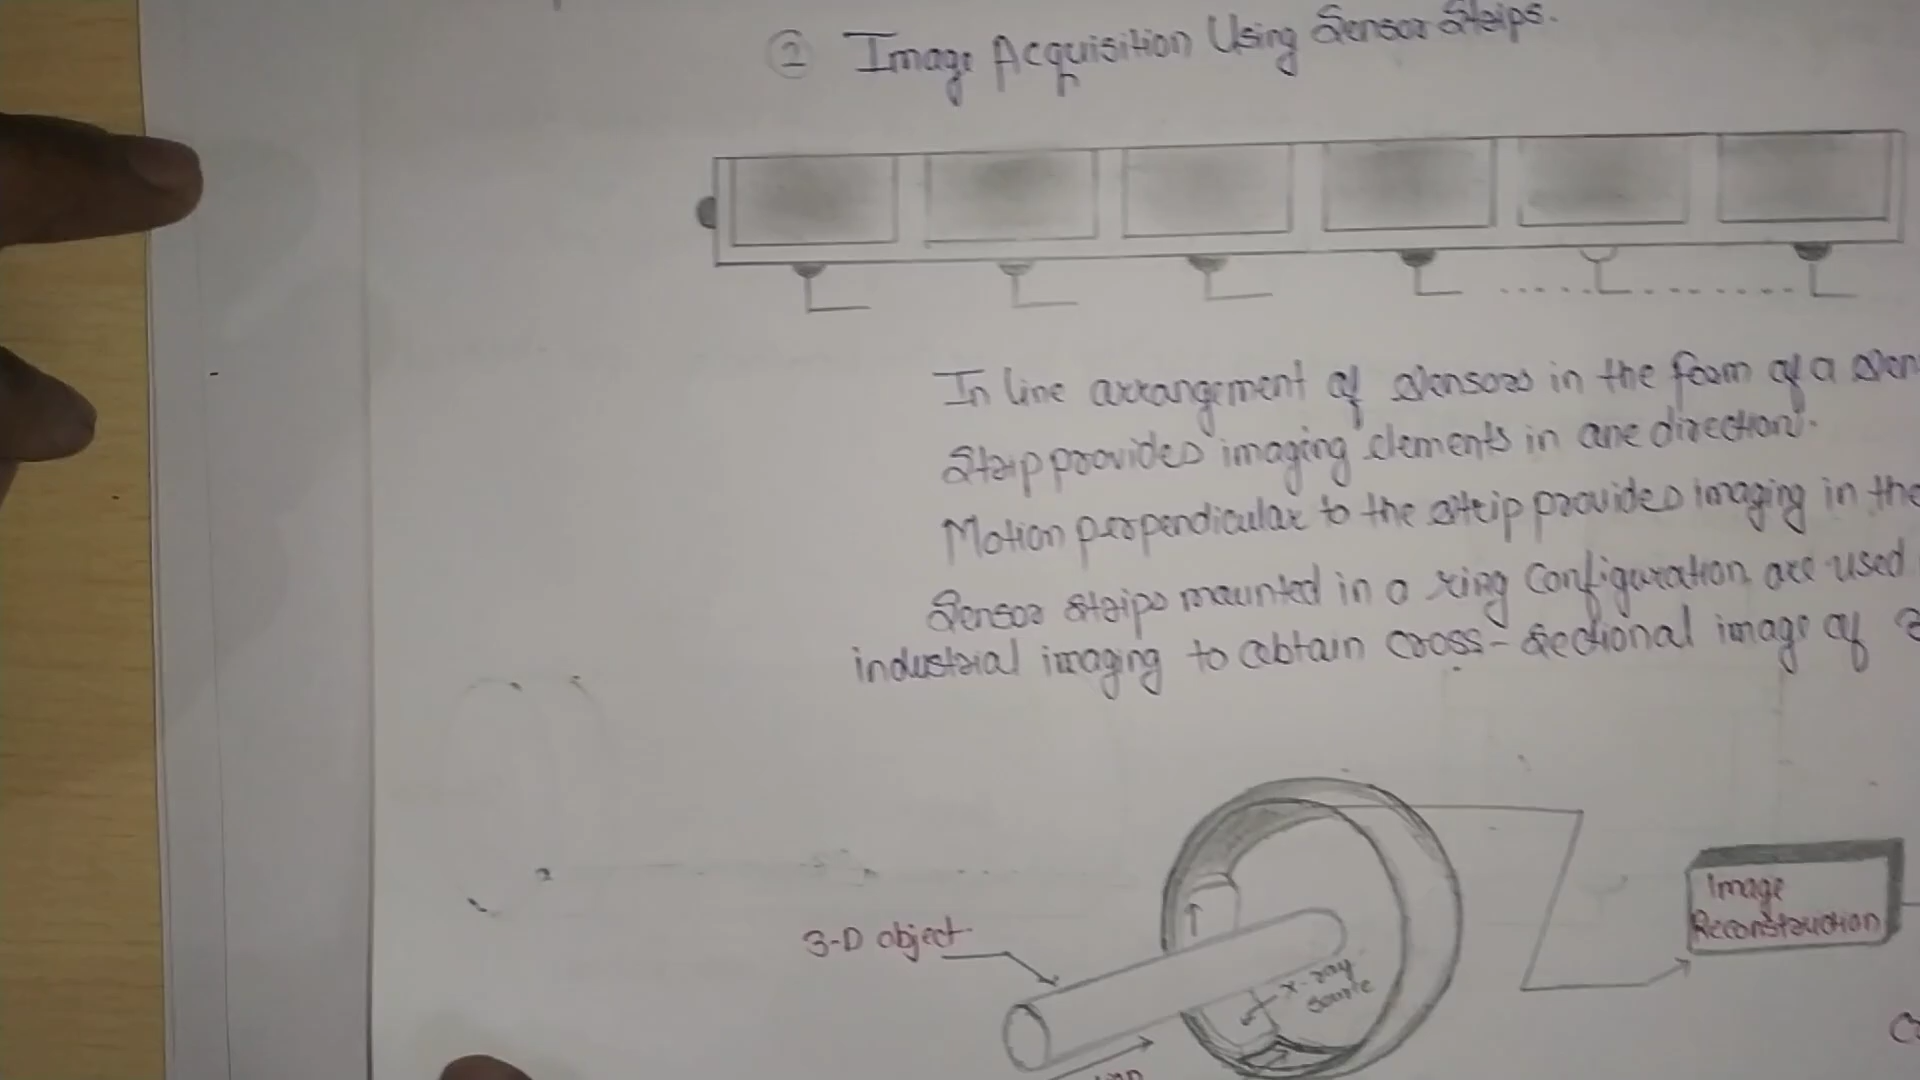 ② Image Acquisition Using Sensor Strips.
In line arrangement of sensors in the form of a
Strip provides imaging elements in one direction.
Motion perpendicular to the strip provides imaging in the
Sensor strips mounted in a ring configuration are used
industrial imaging to obtain cross-sectional image of
3-D object
X-ray
source
Image
Reconstruction